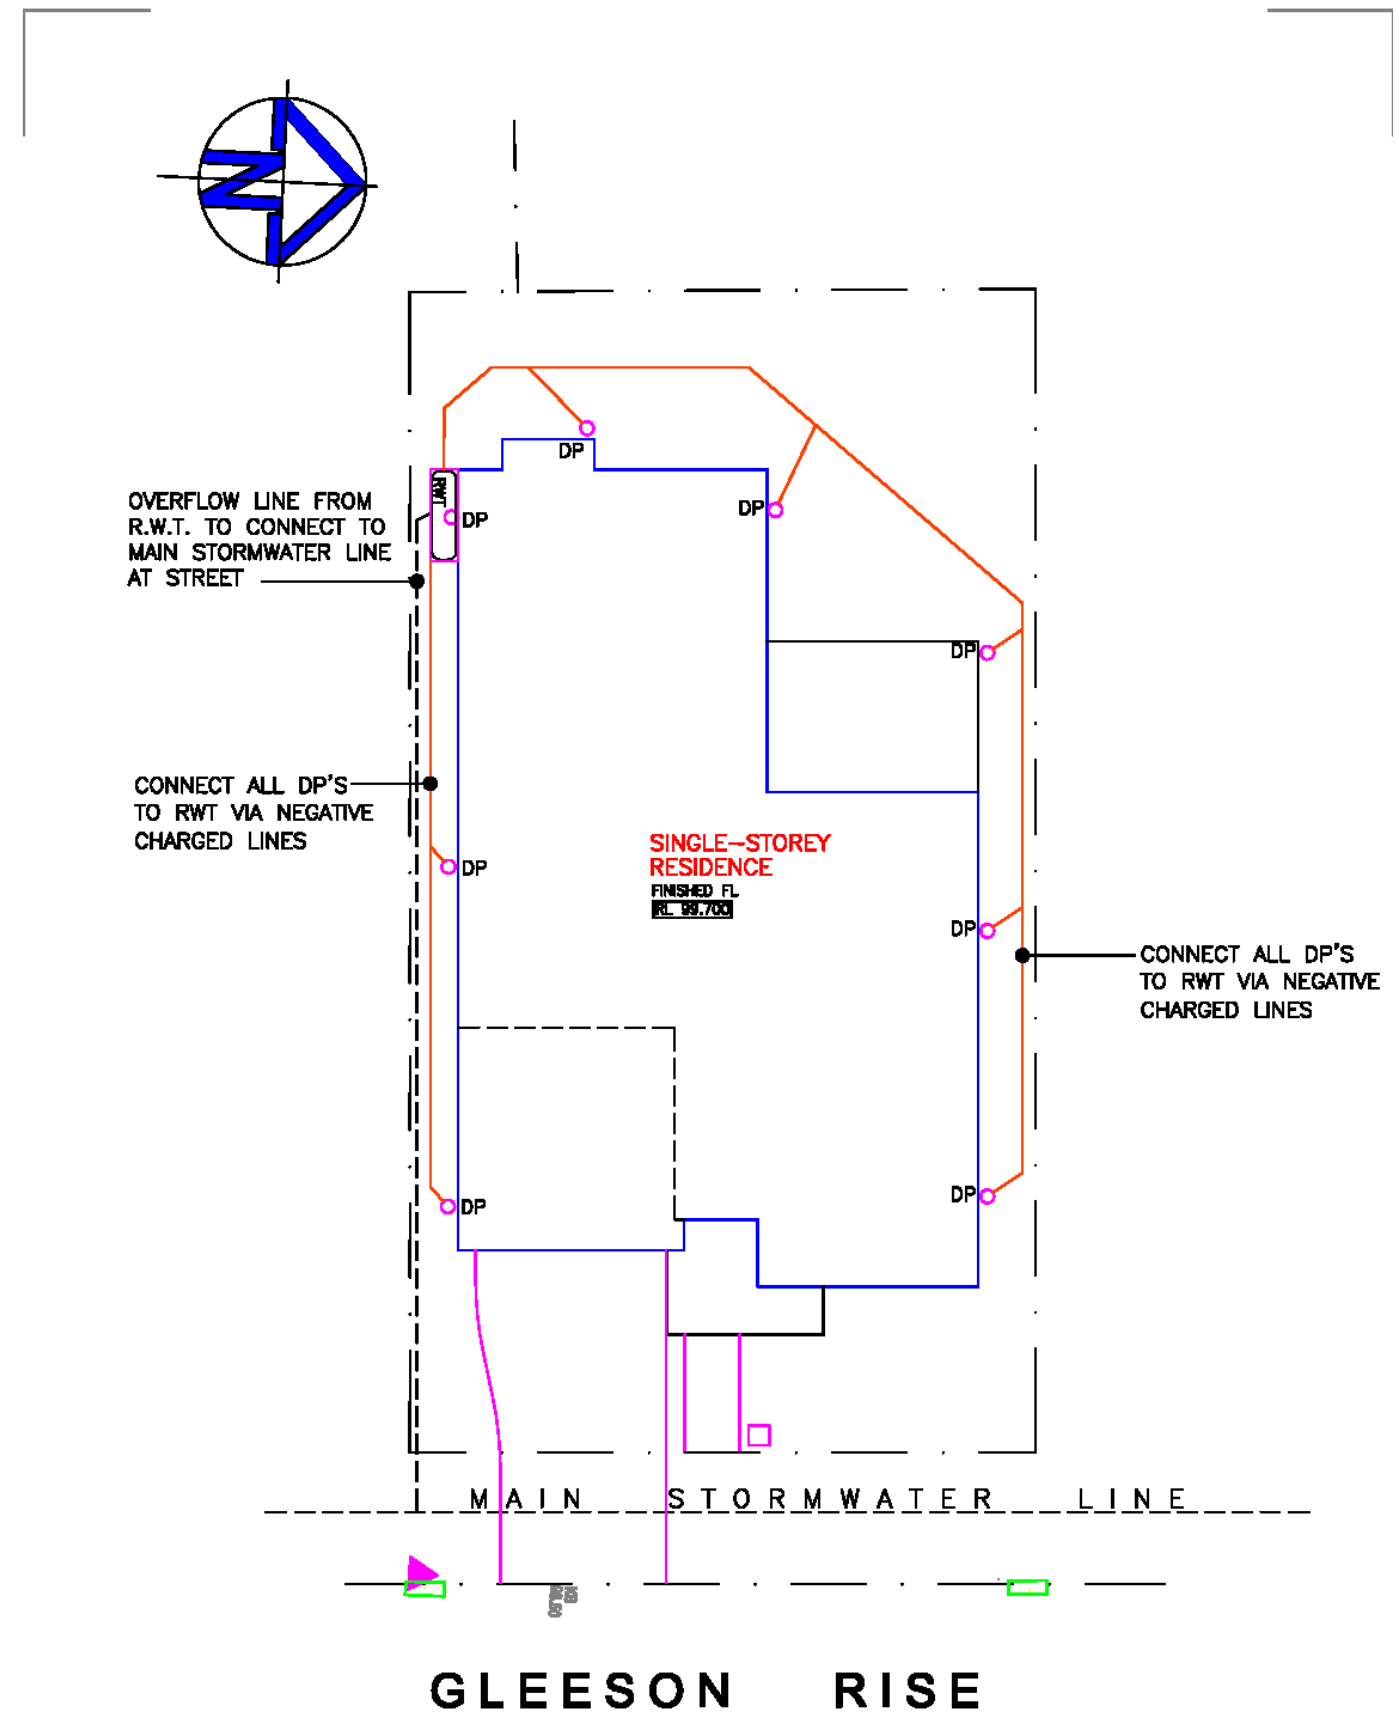 N
DP
RWT
DP
DP
OVERFLOW LINE FROM
R.W.T. TO CONNECT TO
MAIN STORMWATER LINE
AT STREET
DP
CONNECT ALL DP'S
TO RWT VIA NEGATIVE
CHARGED LINES
SINGLE-STOREY
RESIDENCE
FINISHED FL
RL 99.700
DP
DP
CONNECT ALL DP'S
TO RWT VIA NEGATIVE
CHARGED LINES
DP
DP
MAIN STORMWATER LINE
GLEESON RISE